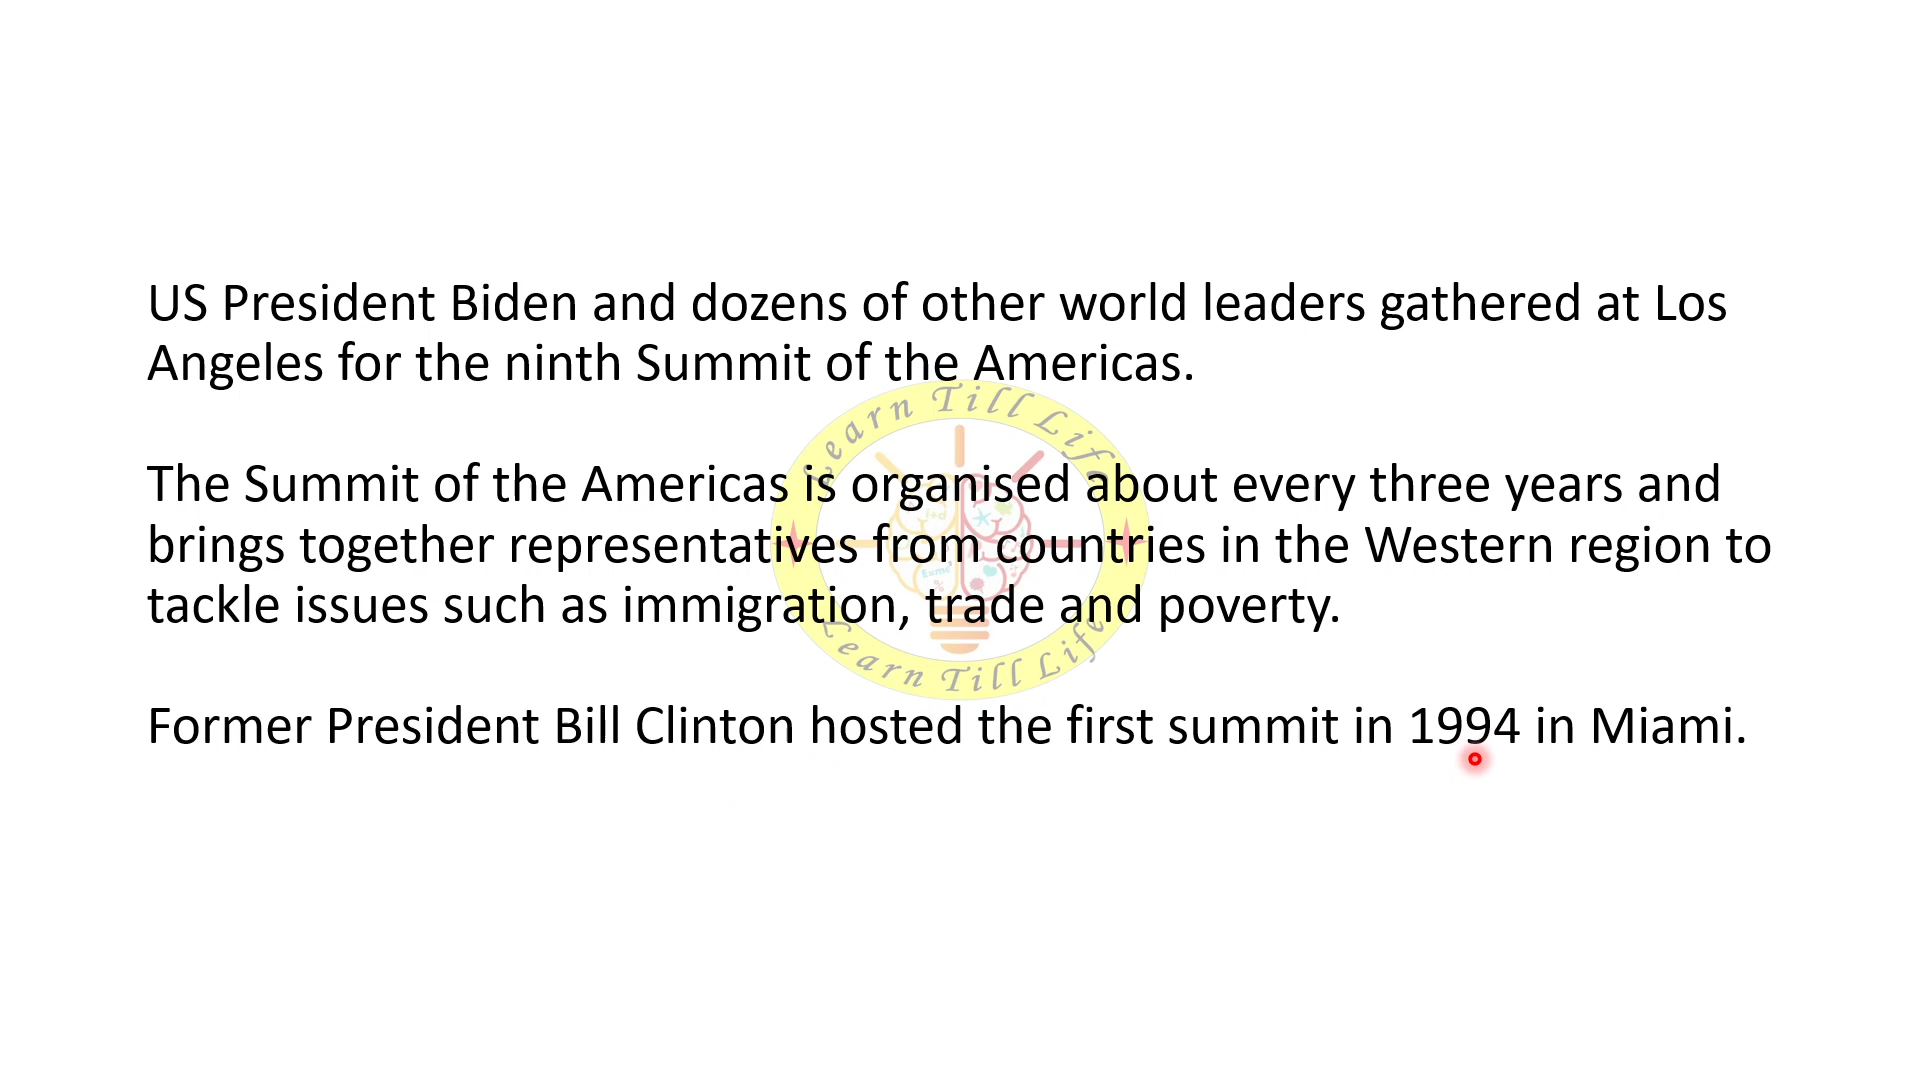 US President Biden and dozens of other world leaders gathered at Los
Angeles for the ninth Summit of the Americas.
Learn Till Life
The Summit of the Americas is organised about every three years and
brings together representatives from countries in the Western region to
tackle issues such as immigration, trade and poverty.
Learn Till Life
Former President Bill Clinton hosted the first summit in 1994 in Miami.